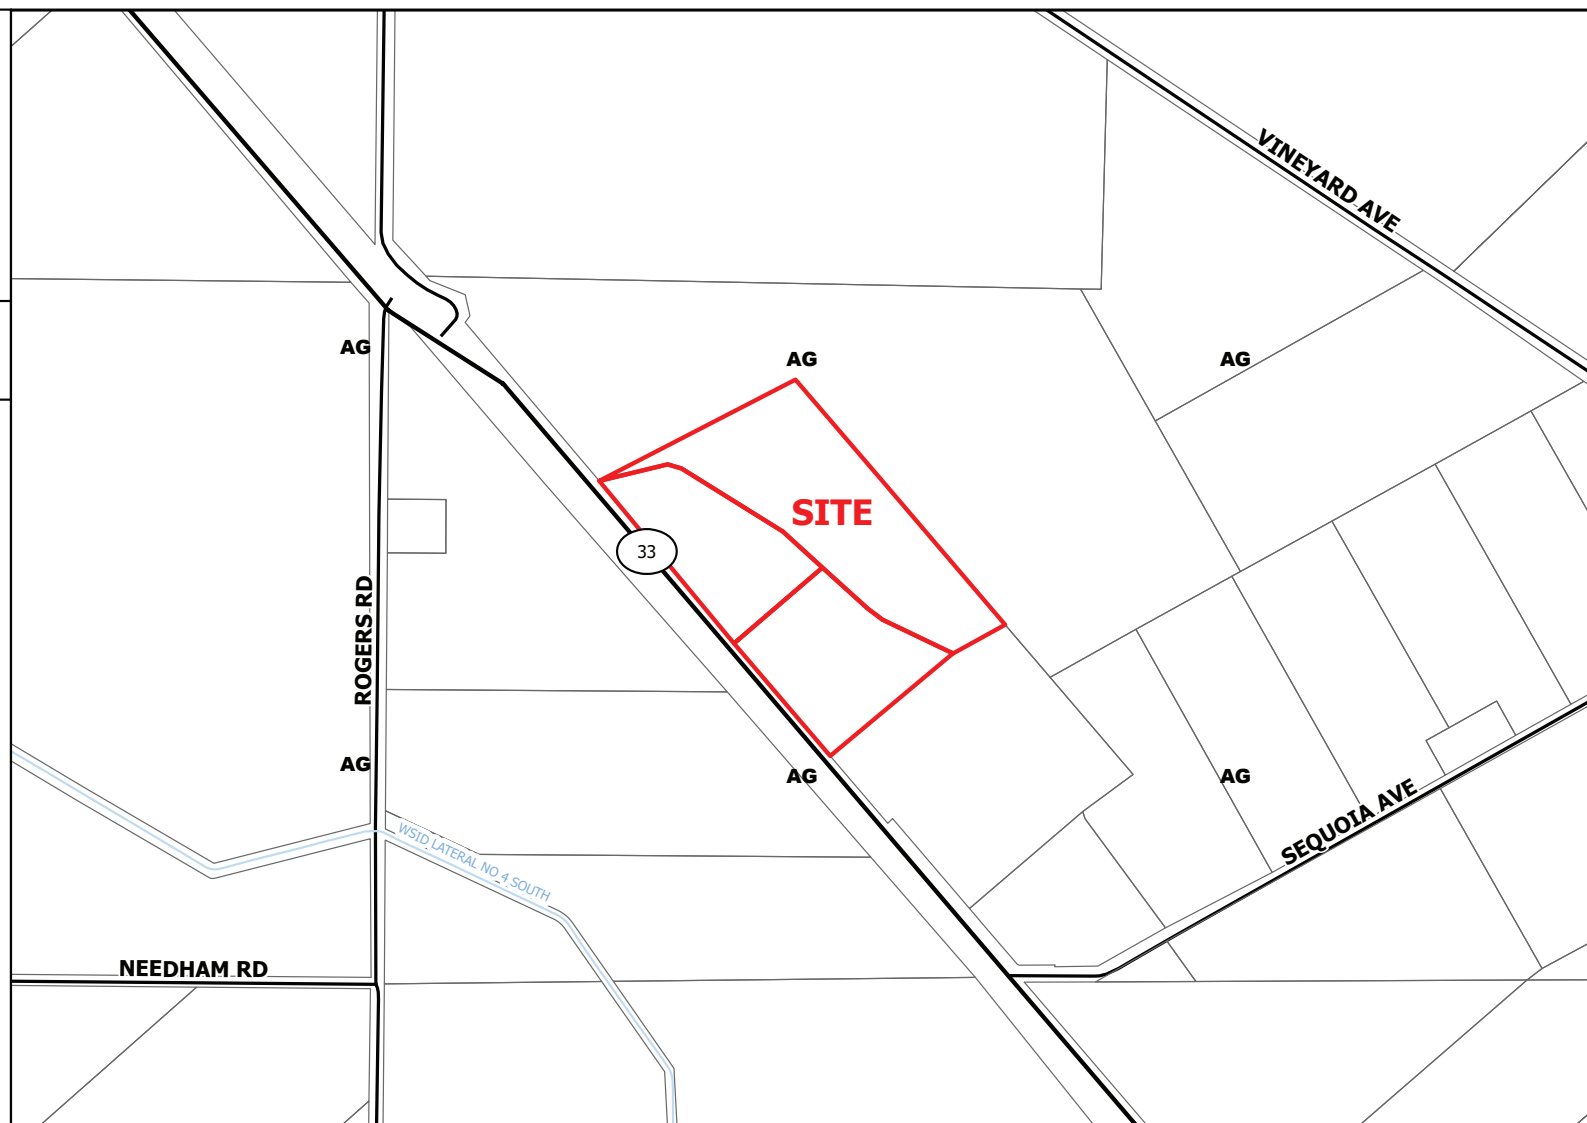 VINEYARD AVE
AG
AG
AG
SITE
33
ROGERS RD
AG
AG
AG
SEQUOIA AVE
WSID LATERAL NO 4 SOUTH
NEEDHAM RD